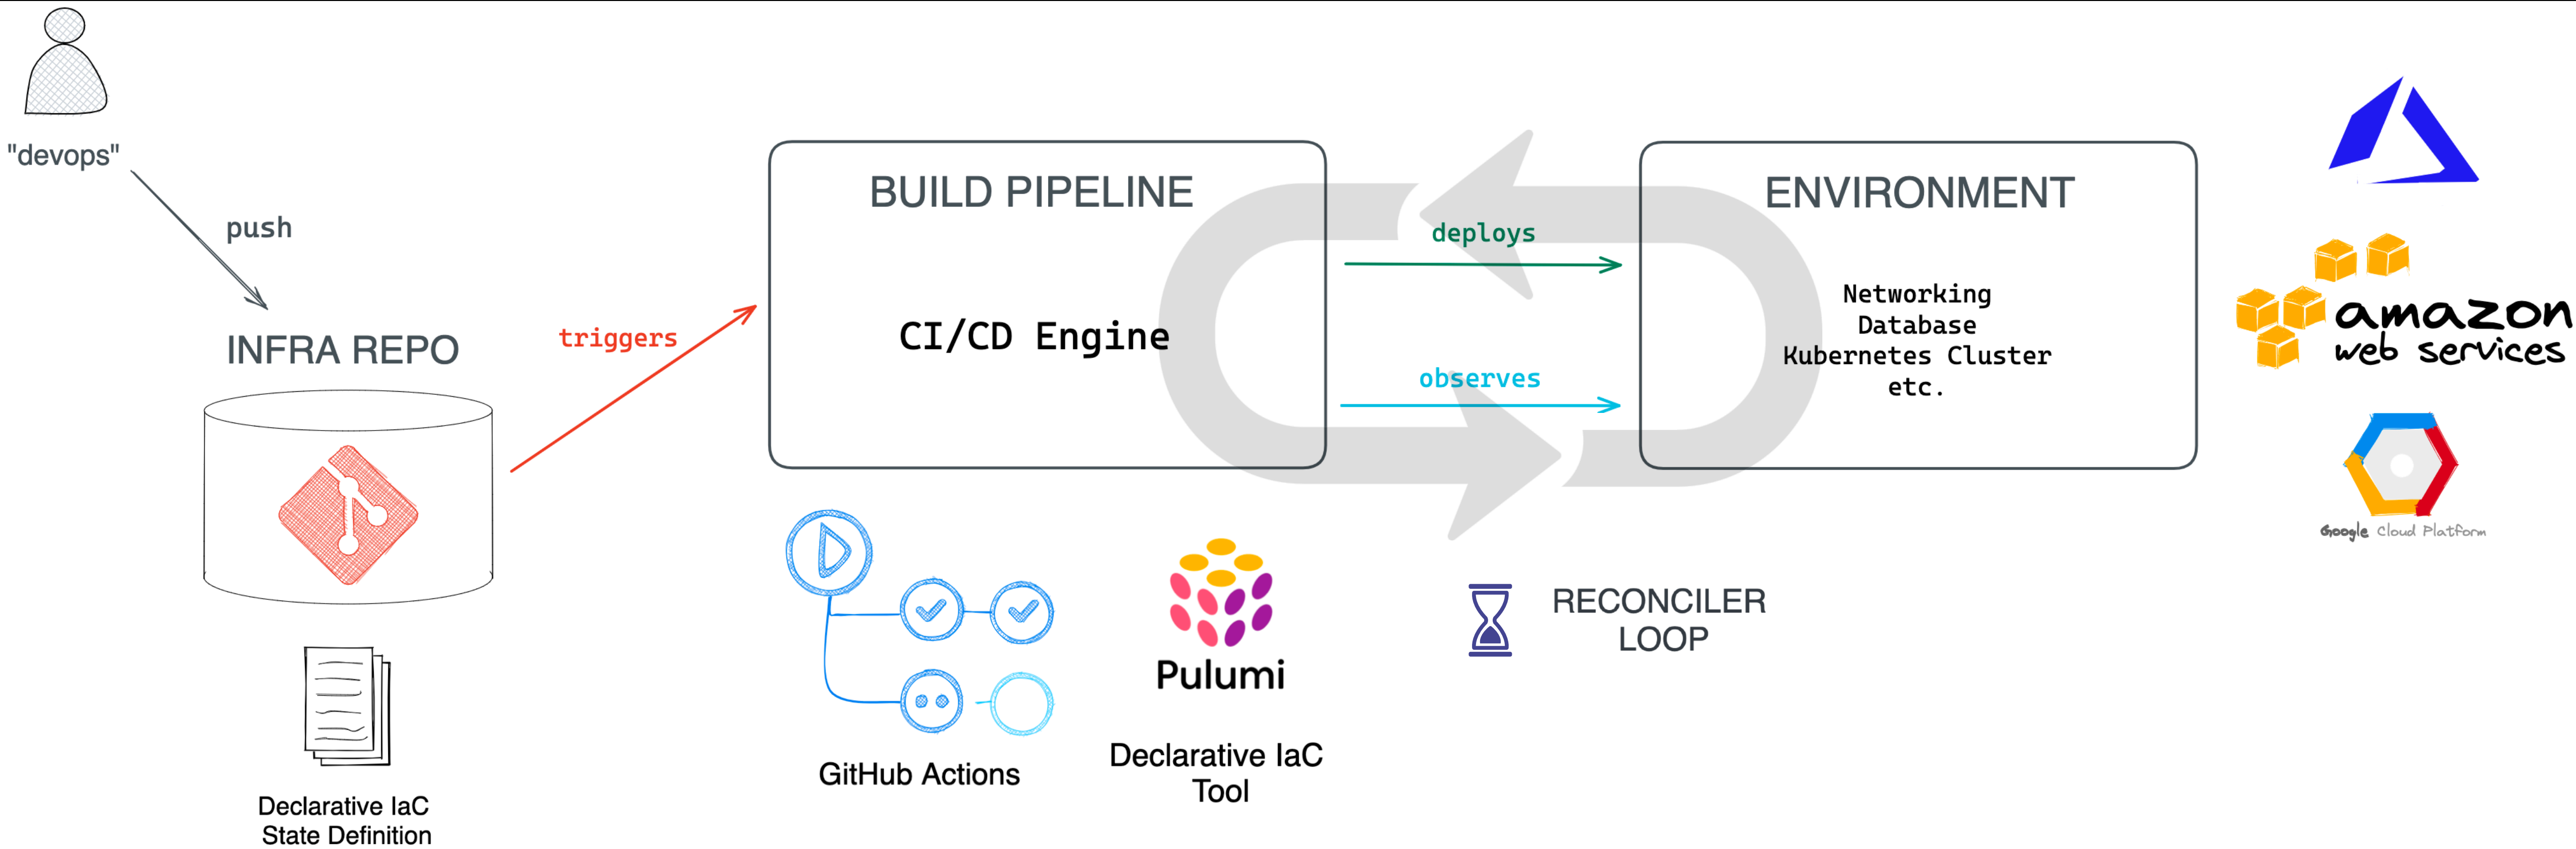 "devops"
push
INFRA REPO
Declarative IaC
State Definition
triggers
BUILD PIPELINE
CI/CD Engine
GitHub Actions
Pulumi
Declarative IaC
Tool
deploys
observes
RECONCILER
LOOP
ENVIRONMENT
Networking
Database
Kubernetes Cluster
etc.
amazon
web services
Google Cloud Platform